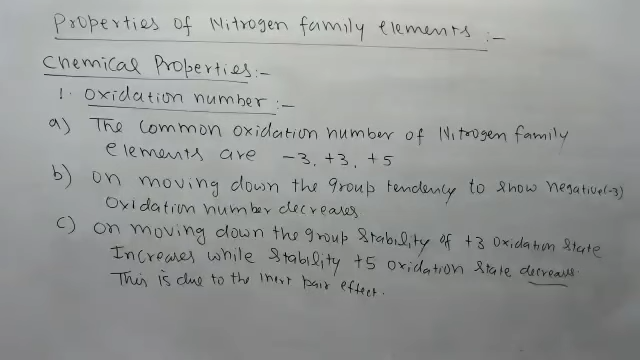 Properties of Nitrogen family elements :-
Chemical Properties:-
1. Oxidation number :-
a) The common oxidation number of Nitrogen family
elements are -3, +3, +5
b) on moving down the group tendency to show negative(-3)
Oxidation number decreases
c) on moving down the group stability of +3 Oxidation state
Increases while stability +5 oxidation state decreases.
This is due to the inert pair effect.